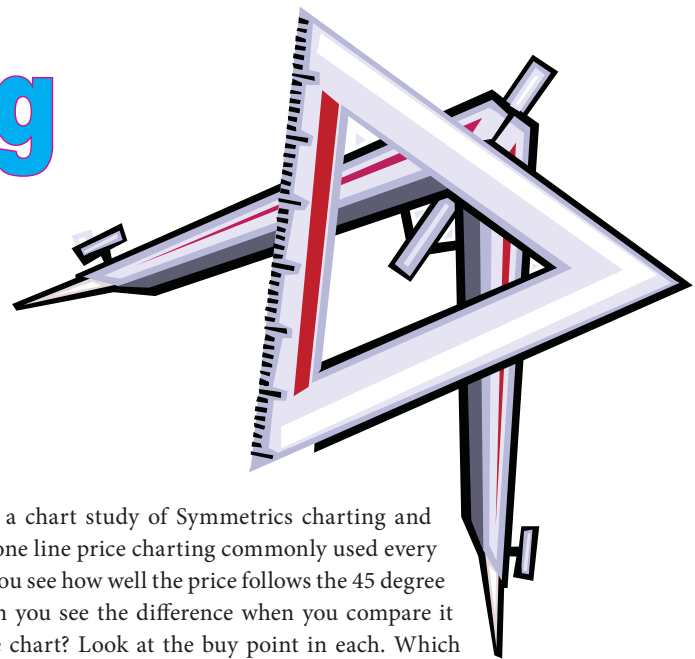 g
a chart study of Symmetrics charting and
one line price charting commonly used every
ou see how well the price follows the 45 degree
n you see the difference when you compare it
e chart? Look at the buy point in each. Which